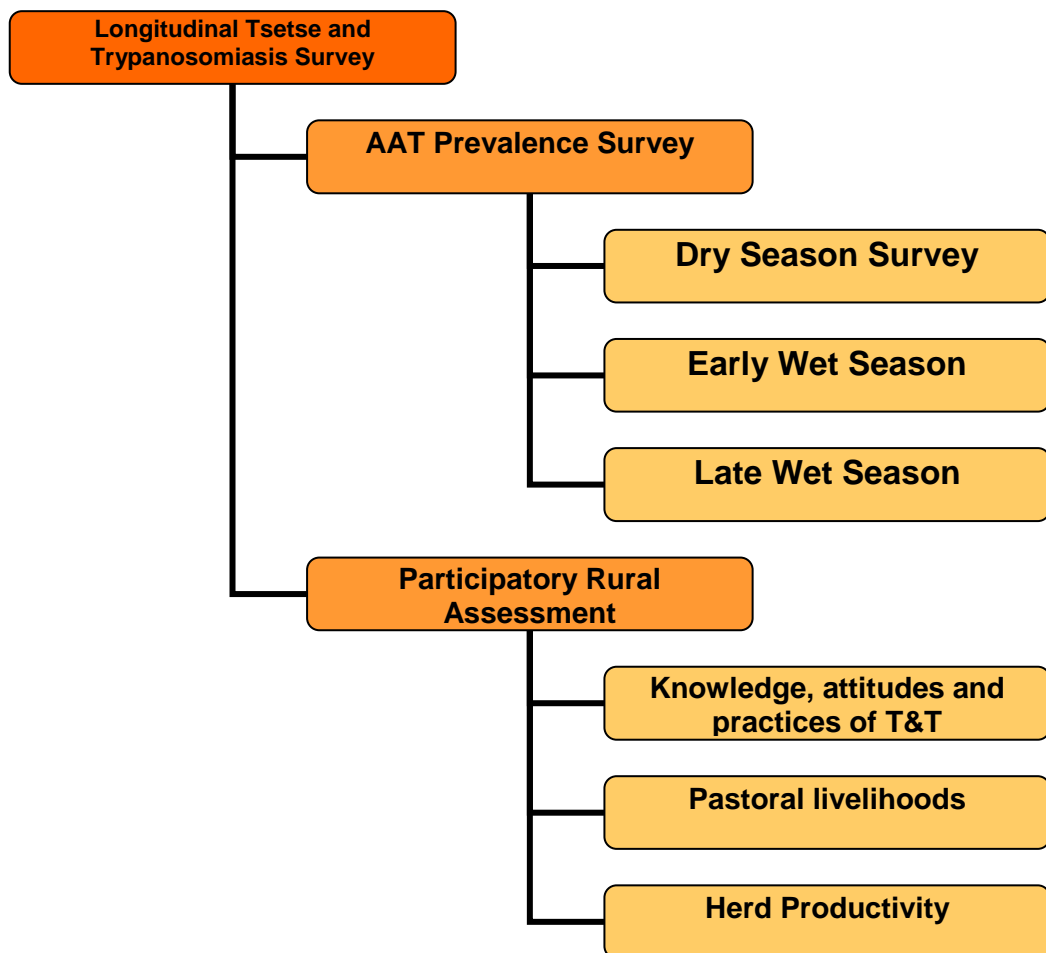 Longitudinal Tsetse and
Trypanosomiasis Survey
AAT Prevalence Survey
Dry Season Survey
Early Wet Season
Late Wet Season
Participatory Rural
Assessment
Knowledge, attitudes and
practices of T&T
Pastoral livelihoods
Herd Productivity